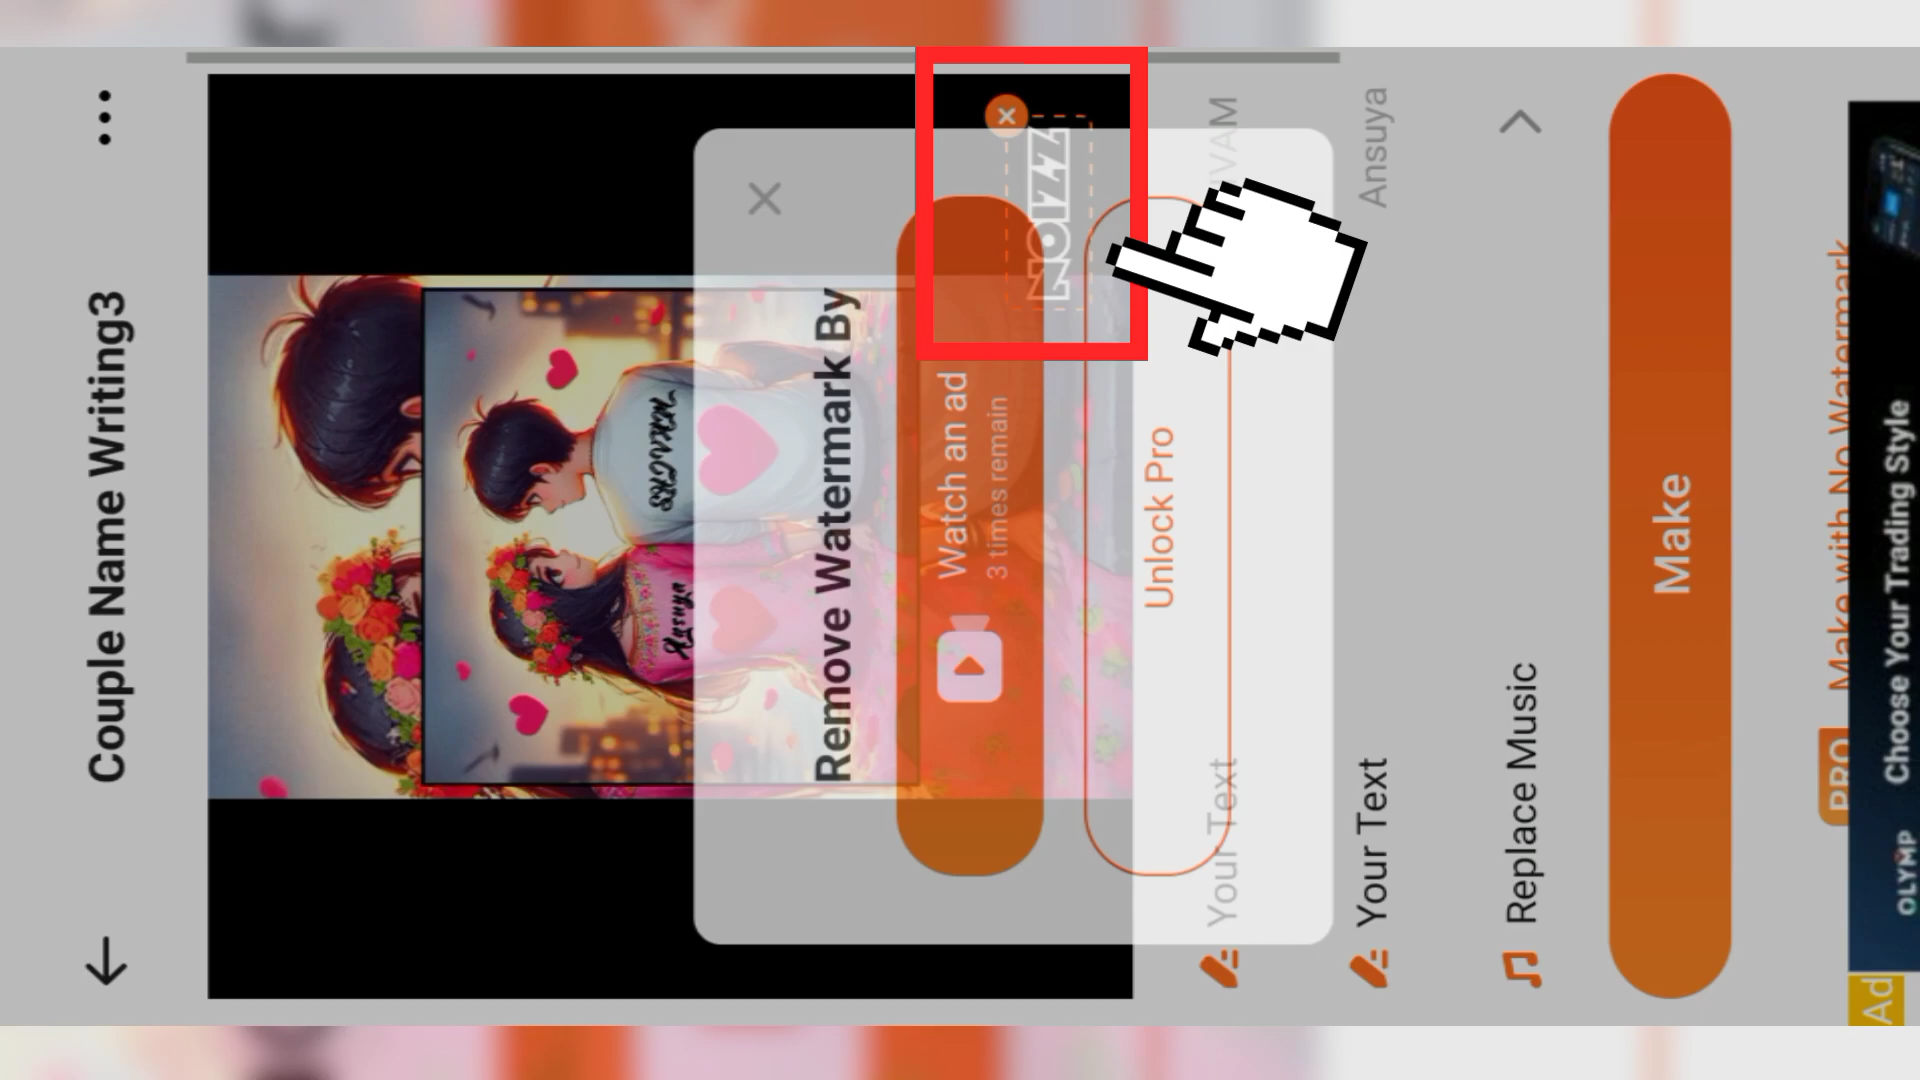 Couple Name Writing3
NOIZZ
Remove Watermark By
Watch an ad
3 times remain
Unlock Pro
Your Text
Your Text
Ansuya
Replace Music
Make
PRO
Make with No Watermark
Ad
OLYMP
Choose Your Trading Style